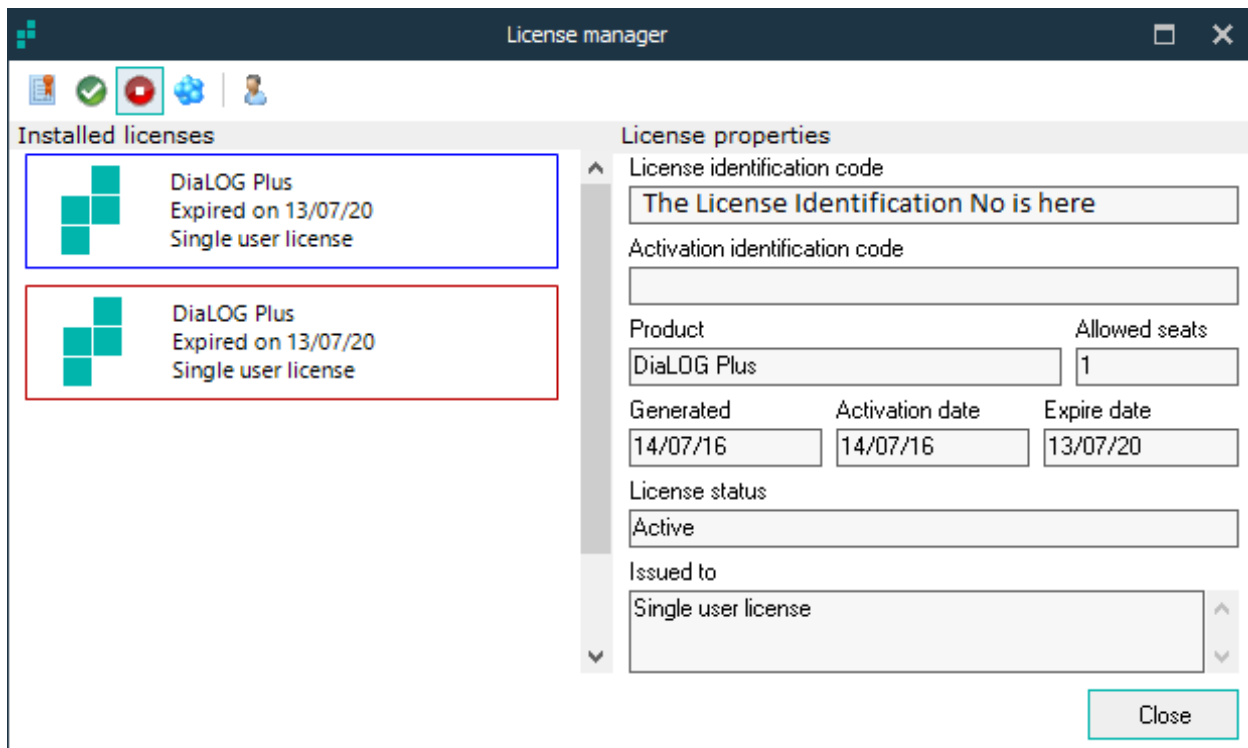 License manager
Installed licenses
DiaLOG Plus
Expired on 13/07/20
Single user license
DiaLOG Plus
Expired on 13/07/20
Single user license
License properties
License identification code
The License Identification No is here
Activation identification code
Product Allowed seats
DiaLOG Plus 1
Generated Activation date Expire date
14/07/16 14/07/16 13/07/20
License status
Active
Issued to
Single user license
Close